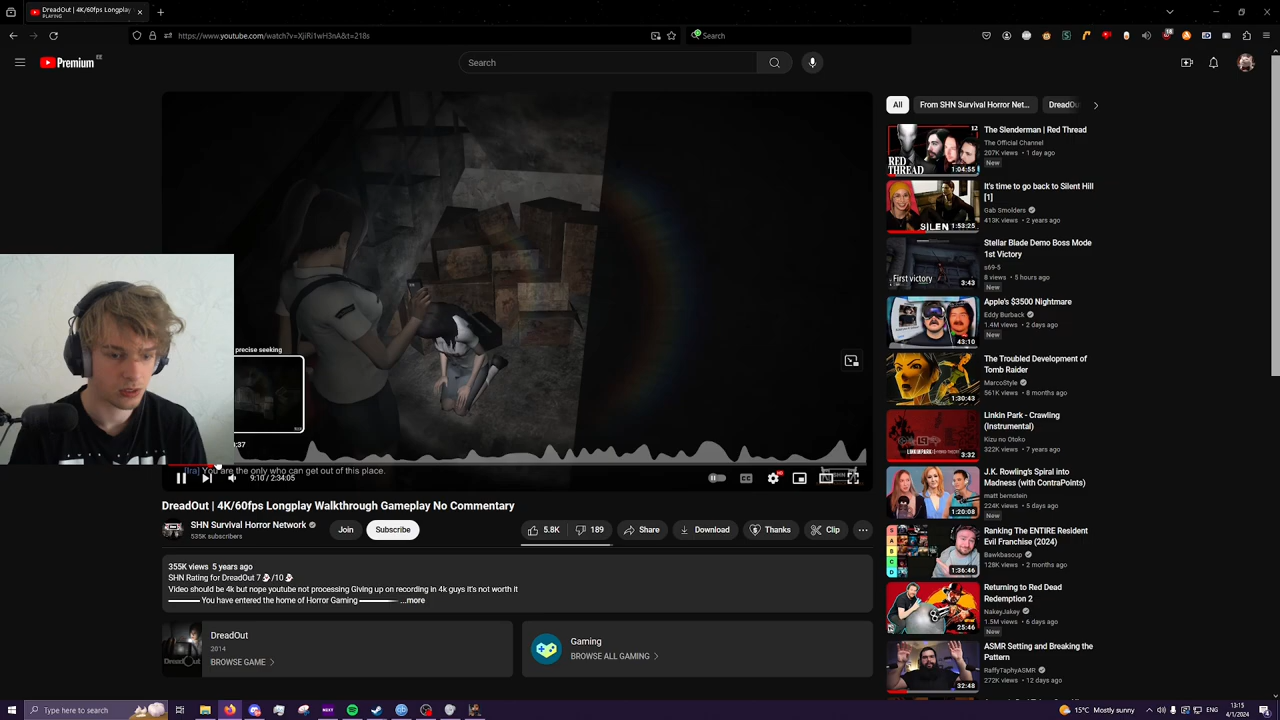 DreadOut | 4K/60fps Longplay
PLAYING
https://www.youtube.com/watch?v=XjiRi1wH3nA&t=218s
Search
Premium
EE
Search
precise seeking
3:37
[Ira] You are the only who can get out of this place.
9:10 / 2:34:05
DreadOut | 4K/60fps
through Gameplay No Commentary
SHN Survival Horror Net
535K subscribers
Join
Subscribe
5.8K
189
Share
Download
Thanks
Clip
355K views 5 years ago
SHN Rating for DreadOut 7 /10
Video should be 4k but nope Youtube not processing Giving up on recording in 4k guys it's not worth it
You have entered the home of Horror Gaming
...more
DreadOut
2014
BROWSE GAME
Gaming
BROWSE ALL GAMING
All
From SHN Survival Horror Net...
DreadOu
RED THREAD
1:04:55
The Slenderman | Red Thread
The Official Channel
207K views • 1 day ago
New
SILEN
1:53:25
It's time to go back to Silent Hill
[1]
Gab Smolders
413K views • 2 years ago
First victory
3:43
Stellar Blade Demo Boss Mode
1st Victory
s69-5
8 views • 5 hours ago
New
43:10
Apple's $3500 Nightmare
Eddy Burback
1.4M views • 2 days ago
New
1:30:43
The Troubled Development of
Tomb Raider
MarcoStyle
561K views • 8 months ago
3:32
Linkin Park - Crawling
(Instrumental)
Kizu no Otoko
322K views • 7 years ago
1:20:08
J.K. Rowling's Spiral into
Madness (with ContraPoints)
matt bernstein
224K views • 5 days ago
New
S
A
B
C
D
1:36:46
Ranking The ENTIRE Resident
Evil Franchise (2024)
Bawkbasoup
128K views • 2 months ago
25:46
Returning to Red Dead
Redemption 2
NakeyJakey
1.5M views • 6 days ago
New
32:48
ASMR Setting and Breaking the
Pattern
RaffyTaphyASMR
272K views • 12 days ago
Type here to search
15°C Mostly sunny
ENG
13:15
4/1/2024